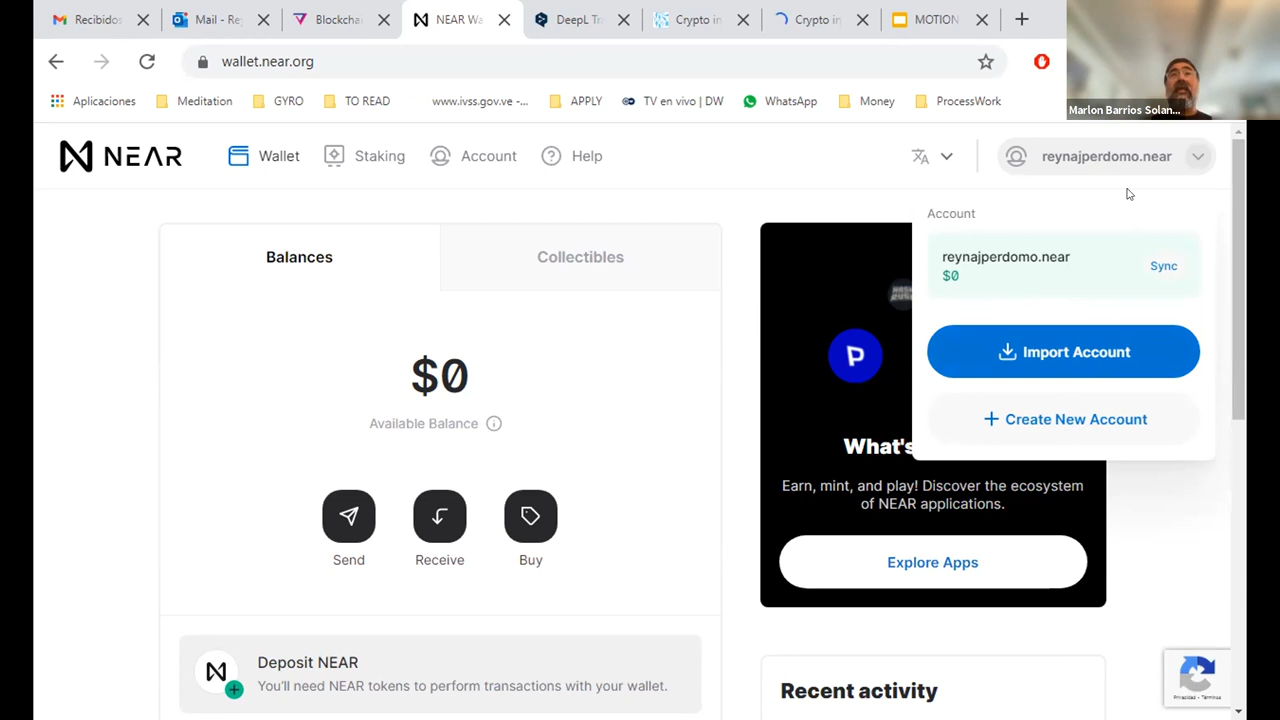 Recibidos
Mail - Re
Blockcha
NEAR Wa
DeepL Tr
Crypto in
Crypto in
MOTION
wallet.near.org
Marlon Barrios Solan...
Aplicaciones
Meditation
GYRO
TO READ
www.ivss.gov.ve -...
APPLY
TV en vivo | DW
WhatsApp
Money
ProcessWork
NEAR
Wallet
Staking
Account
Help
reynajperdomo.near
Account
reynajperdomo.near
$0
Sync
Import Account
Create New Account
Balances
Collectibles
$0
Available Balance
Send
Receive
Buy
What's
Earn, mint, and play! Discover the ecosystem
of NEAR applications.
Explore Apps
Deposit NEAR
You'll need NEAR tokens to perform transactions with your wallet.
Recent activity
Privacidad - Términos